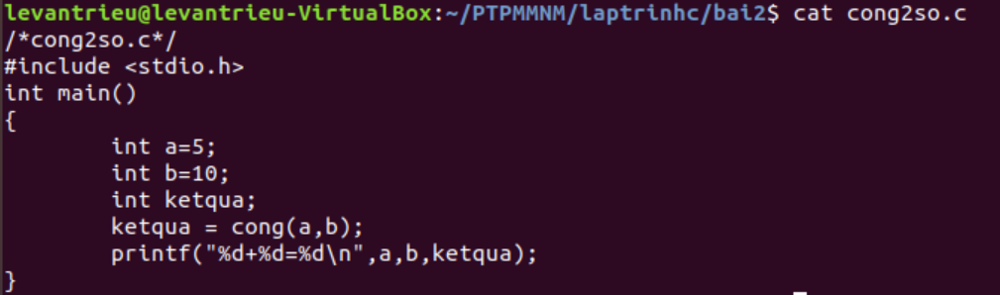 levantrieu@levantrieu-VirtualBox:~/PTPMMNM/laptrinhc/bai2$ cat cong2so.c
/*cong2so.c*/
#include <stdio.h>
int main()
{
        int a=5;
        int b=10;
        int ketqua;
        ketqua = cong(a,b);
        printf("%d+%d=%d\n",a,b,ketqua);
}